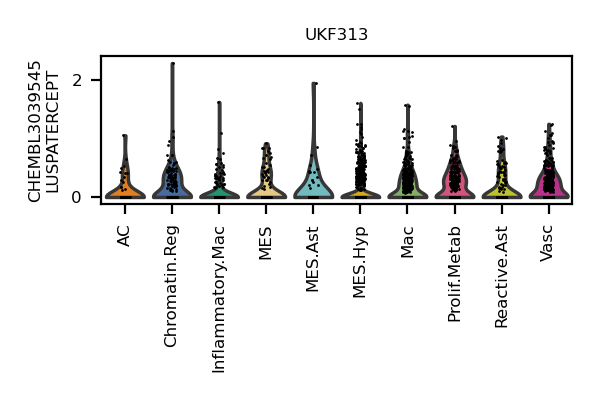 UKF313
CHEMBL3039545
LUSPATERCEPT
2
0
AC
Chromatin.Reg
Inflammatory.Mac
MES
MES.Ast
MES.Hyp
Mac
Prolif.Metab
Reactive.Ast
Vasc